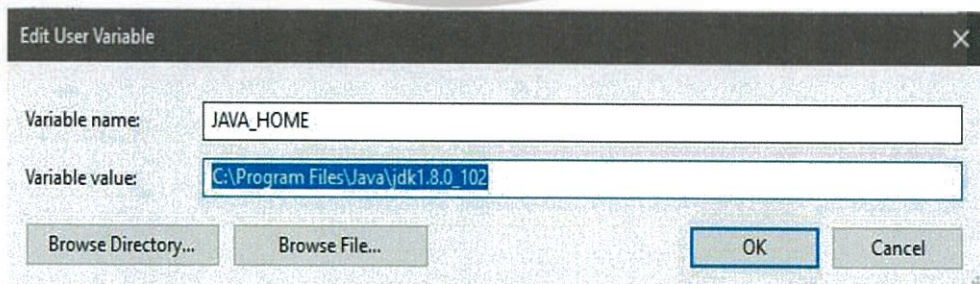 Edit User Variable
Variable name: JAVA_HOME
Variable value: C:\Program Files\Java\jdk1.8.0_102
Browse Directory... Browse File... OK Cancel